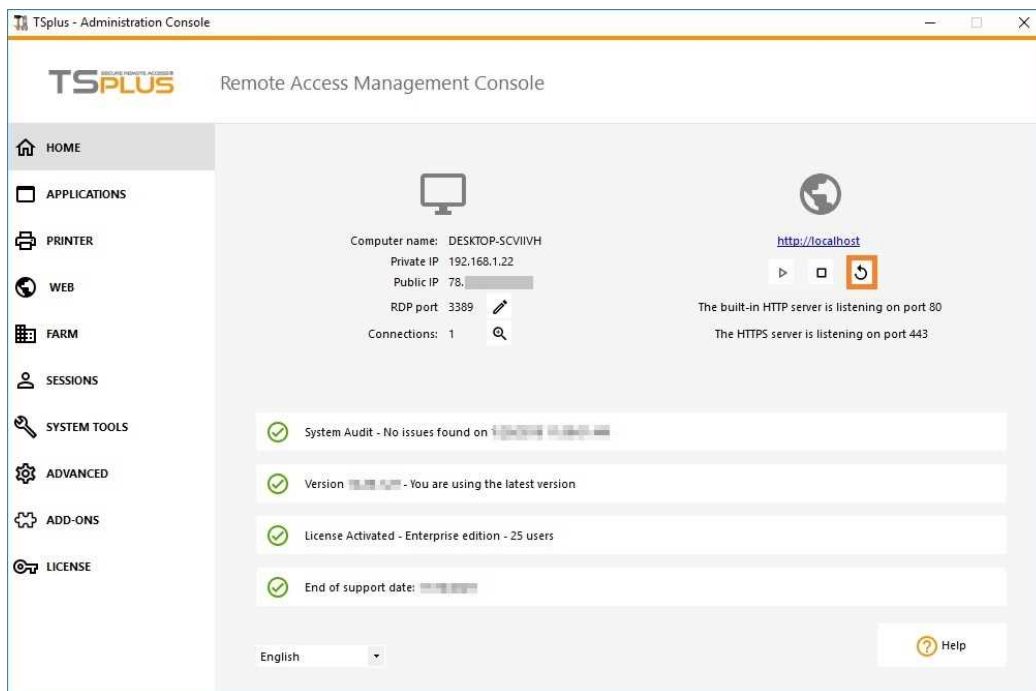 TSplus - Administration Console
TSPLUS
SECURE REMOTE ACCESS
Remote Access Management Console
HOME
APPLICATIONS
PRINTER
WEB
FARM
SESSIONS
SYSTEM TOOLS
ADVANCED
ADD-ONS
LICENSE
Computer name: DESKTOP-SCVIIVH
Private IP 192.168.1.22
Public IP 78.
RDP port 3389
Connections: 1
http://localhost
The built-in HTTP server is listening on port 80
The HTTPS server is listening on port 443
System Audit - No issues found on
Version - You are using the latest version
License Activated - Enterprise edition - 25 users
End of support date:
English
Help